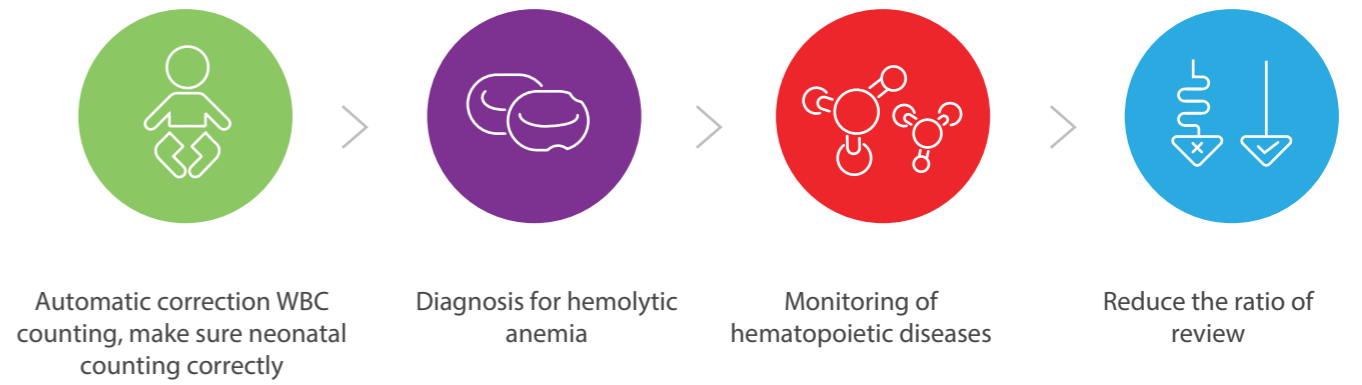 Automatic correction WBC
counting, make sure neonatal
counting correctly
Diagnosis for hemolytic
anemia
Monitoring of
hematopoietic diseases
Reduce the ratio of
review